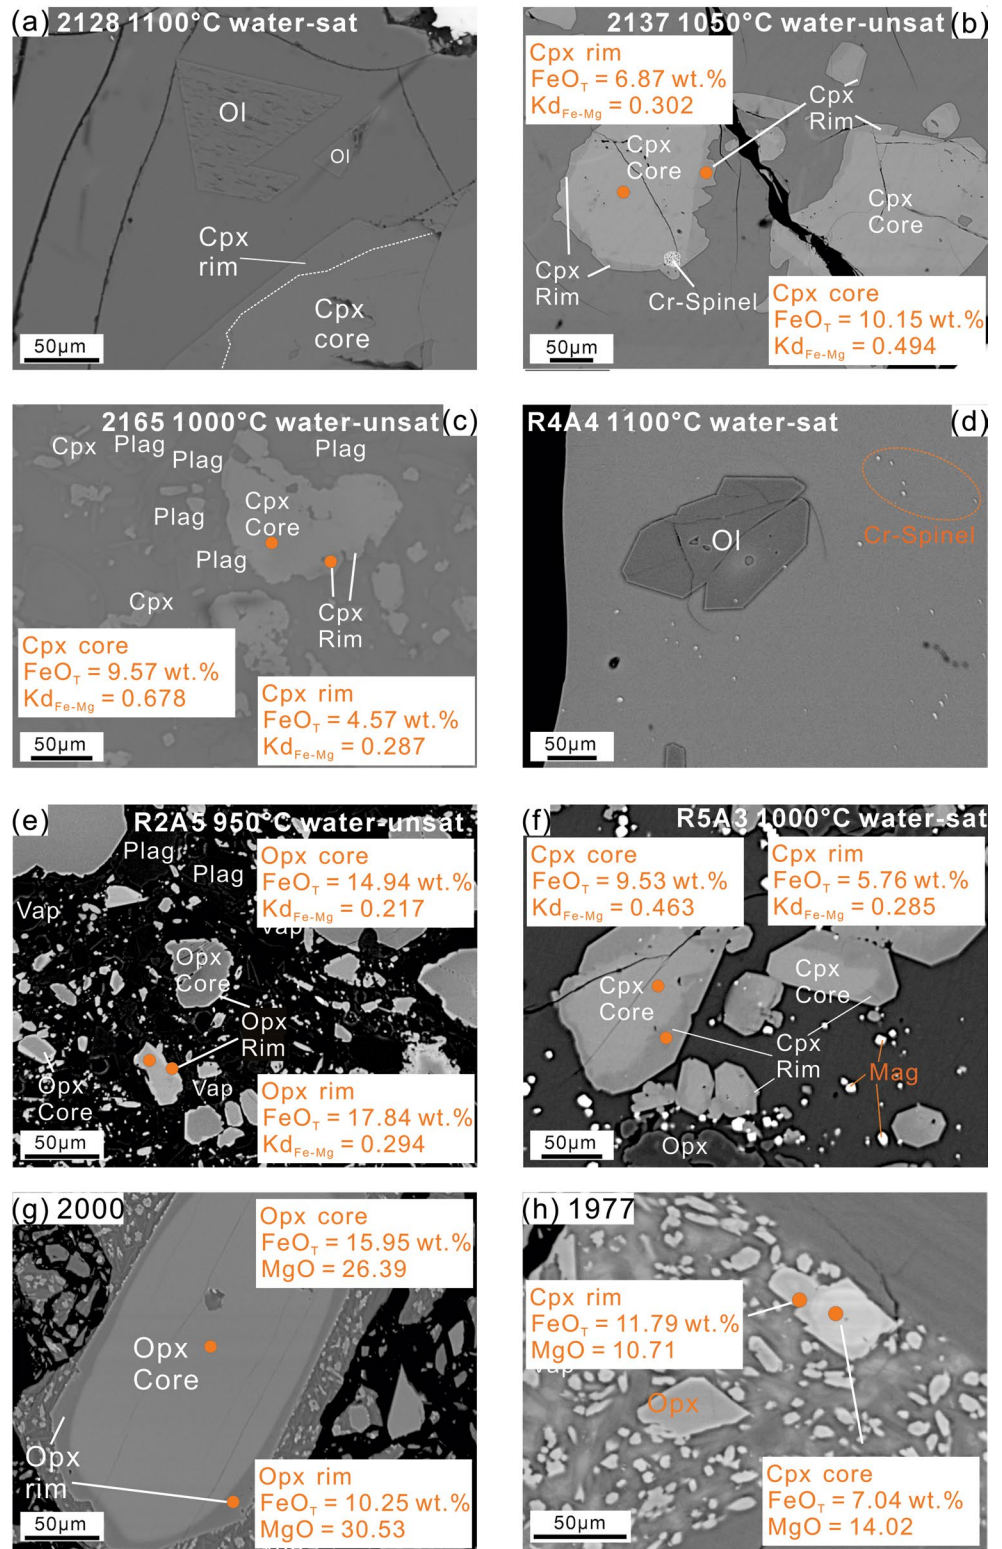 (a) 2128 1100°C water-sat
Ol
Ol
Cpx
rim
Cpx
core
50µm
2137 1050°C water-unsat (b)
Cpx rim
FeOT = 6.87 wt.%
KdFe-Mg = 0.302
Cpx
Rim
Cpx
Core
Cpx
Core
Cpx
Rim
Cr-Spinel
Cpx core
FeOT = 10.15 wt.%
KdFe-Mg = 0.494
50µm
2165 1000°C water-unsat (c)
Cpx
Plag
Plag
Plag
Cpx
Core
Plag
Plag
Cpx
Cpx
Rim
Cpx core
FeOT = 9.57 wt.%
KdFe-Mg = 0.678
Cpx rim
FeOT = 4.57 wt.%
KdFe-Mg = 0.287
50µm
R4A4 1100°C water-sat (d)
Ol
Cr-Spinel
50µm
(e) R2A5 950°C water-unsat
Plag
Plag
Opx core
FeOT = 14.94 wt.%
KdFe-Mg = 0.217
Vap
Vap
Opx
Core
Opx
Rim
Opx
Core
Vap
Opx rim
FeOT = 17.84 wt.%
KdFe-Mg = 0.294
50µm
(f) R5A3 1000°C water-sat
Cpx core
FeOT = 9.53 wt.%
KdFe-Mg = 0.463
Cpx rim
FeOT = 5.76 wt.%
KdFe-Mg = 0.285
Cpx
Core
Cpx
Core
Cpx
Rim
Mag
Opx
50µm
(g) 2000
Opx core
FeOT = 15.95 wt.%
MgO = 26.39
Opx
Core
Opx
rim
Opx rim
FeOT = 10.25 wt.%
MgO = 30.53
50µm
(h) 1977
Cpx rim
FeOT = 11.79 wt.%
MgO = 10.71
Vap
Opx
Cpx core
FeOT = 7.04 wt.%
MgO = 14.02
50µm